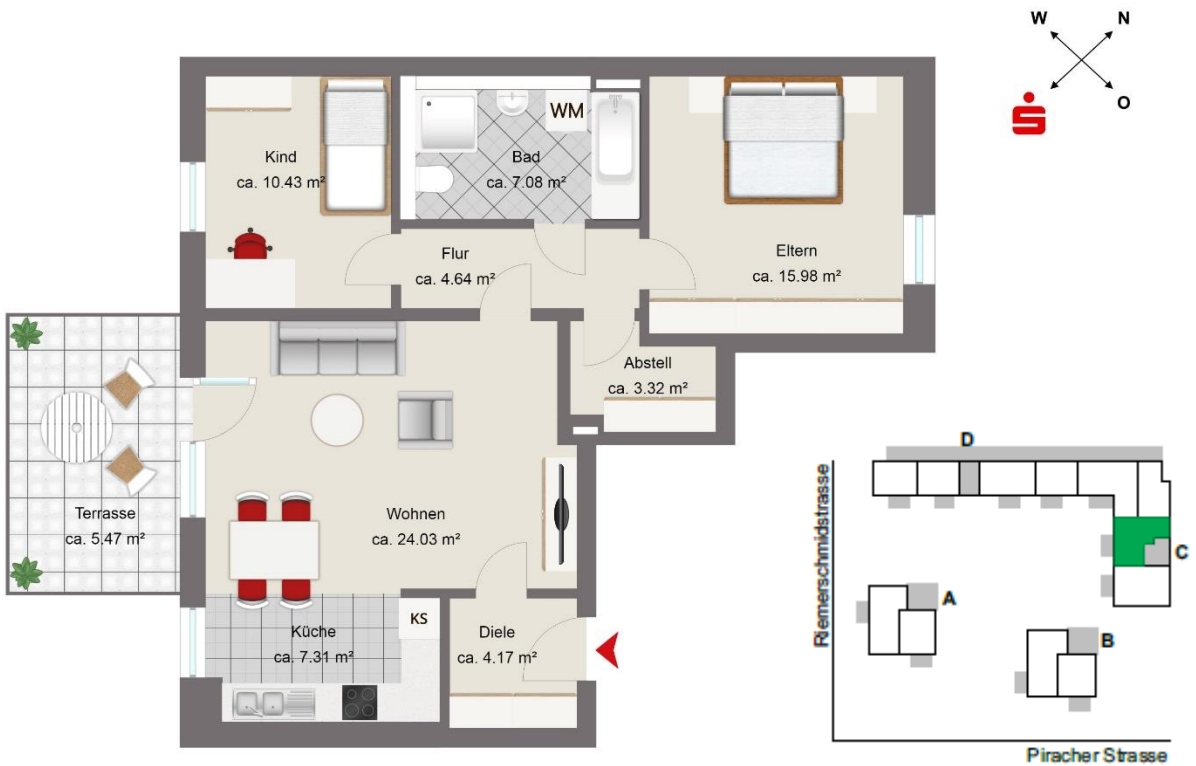 W N
O
Kind
ca. 10.43 m²
WM
Bad
ca. 7.08 m²
Flur
ca. 4.64 m²
Eltern
ca. 15.98 m²
Abstell
ca. 3.32 m²
Terrasse
ca. 5.47 m²
Wohnen
ca. 24.03 m²
Küche
ca. 7.31 m²
KS
Diele
ca. 4.17 m²
D
C
A
B
Riemerschmidstrasse
Piracher Strasse